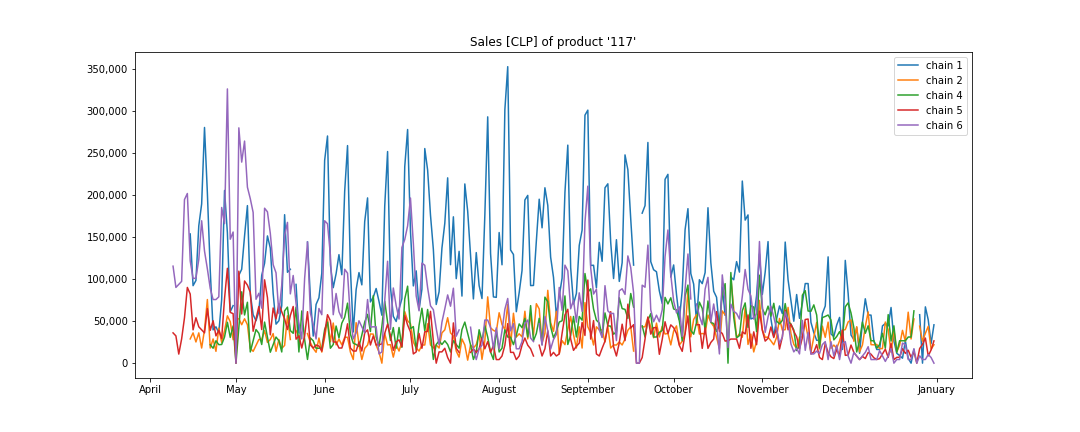 Sales [CLP] of product '117'
350,000
300,000
250,000
200,000
150,000
100,000
50,000
0
chain 1
chain 2
chain 4
chain 5
chain 6
April May June July August September October November December January